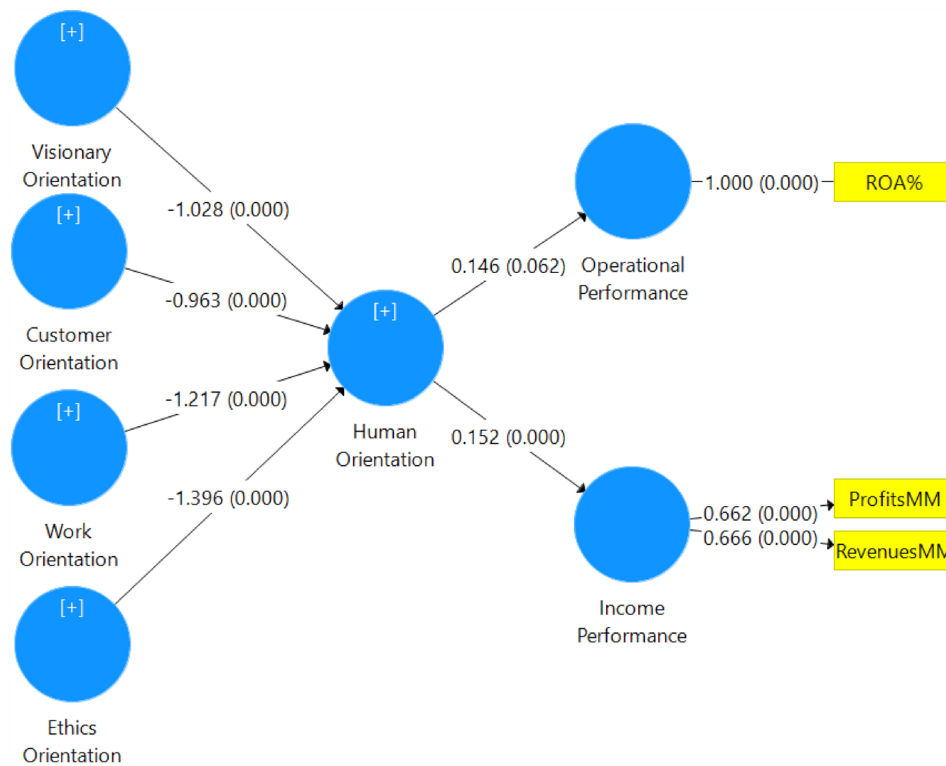 [+]
Visionary
Orientation
[+]
Customer
Orientation
[+]
Work
Orientation
[+]
Ethics
Orientation
-1.028 (0.000)
-0.963 (0.000)
-1.217 (0.000)
-1.396 (0.000)
[+]
Human
Orientation
0.146 (0.062)
0.152 (0.000)
Operational
Performance
1.000 (0.000)
ROA%
Income
Performance
0.662 (0.000)
0.666 (0.000)
ProfitsMM
RevenuesMM